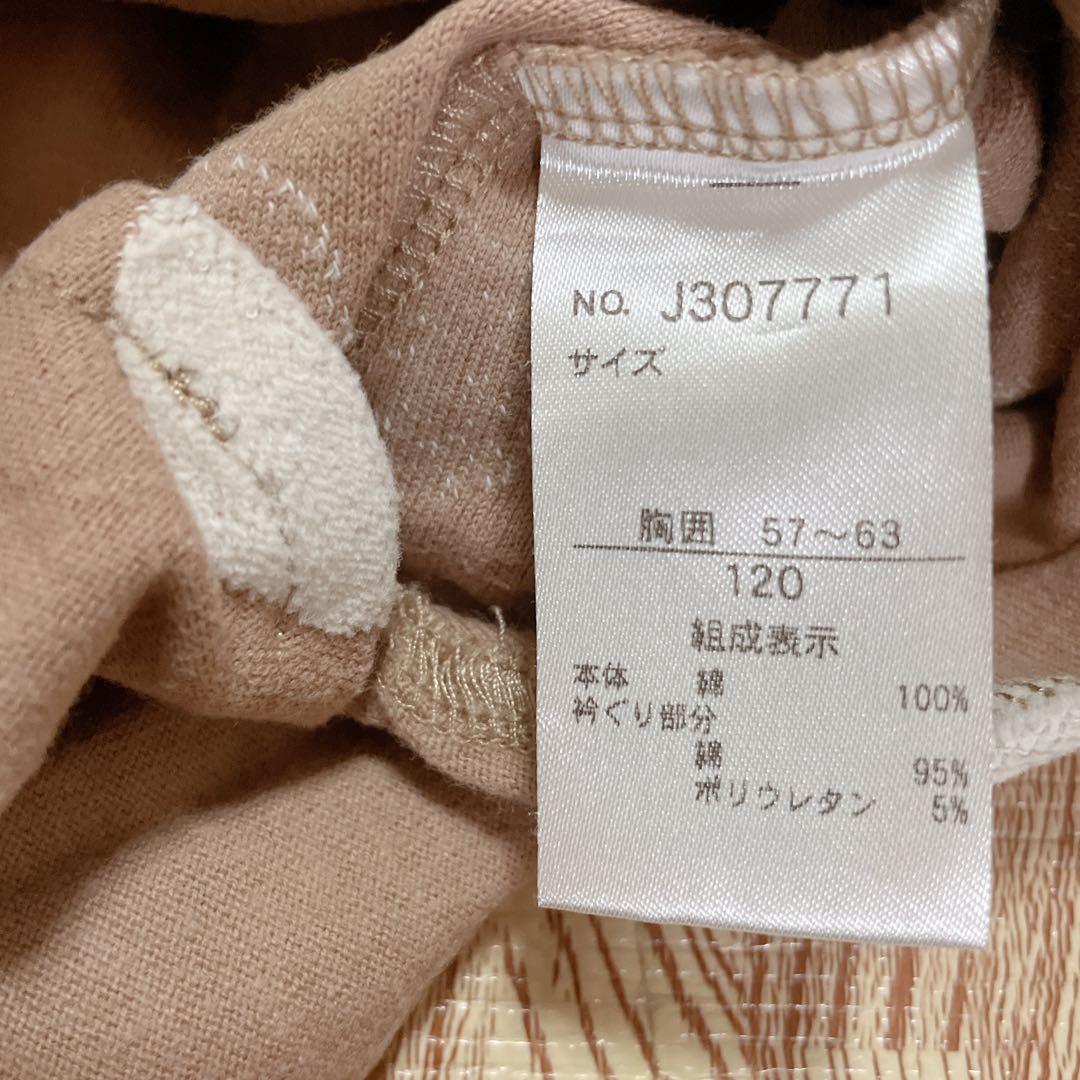 NO. J307771
サイズ
胸囲 57～63
120
組成表示
本体 綿 100%
衿ぐり部分
綿 95%
ポリウレタン 5%